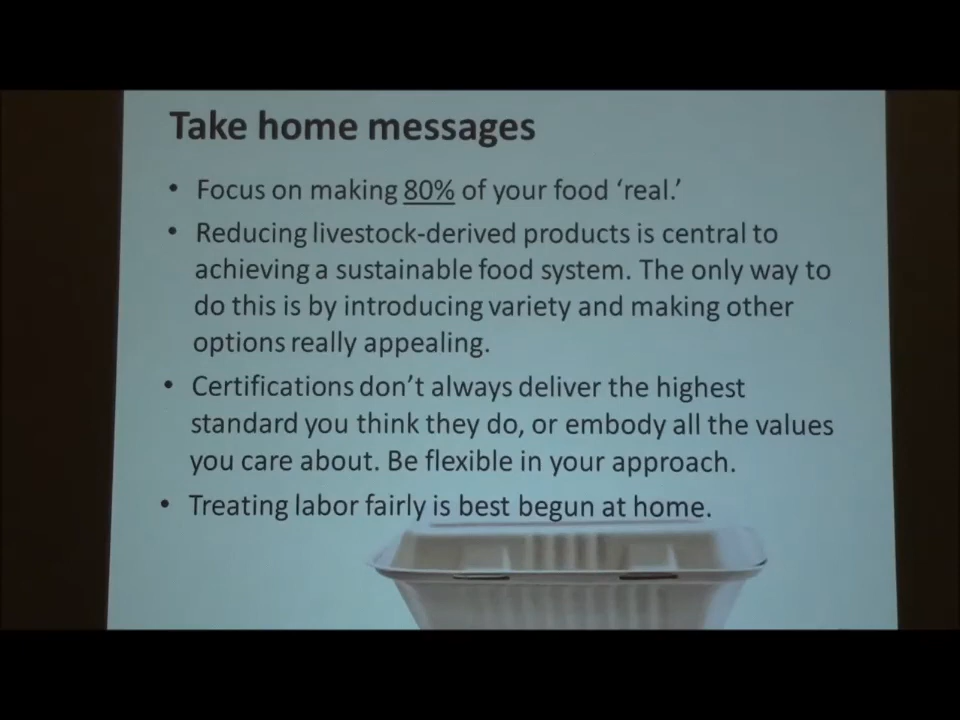 Take home messages
• Focus on making 80% of your food ‘real.’
• Reducing livestock-derived products is central to
achieving a sustainable food system. The only way to
do this is by introducing variety and making other
options really appealing.
• Certifications don’t always deliver the highest
standard you think they do, or embody all the values
you care about. Be flexible in your approach.
• Treating labor fairly is best begun at home.